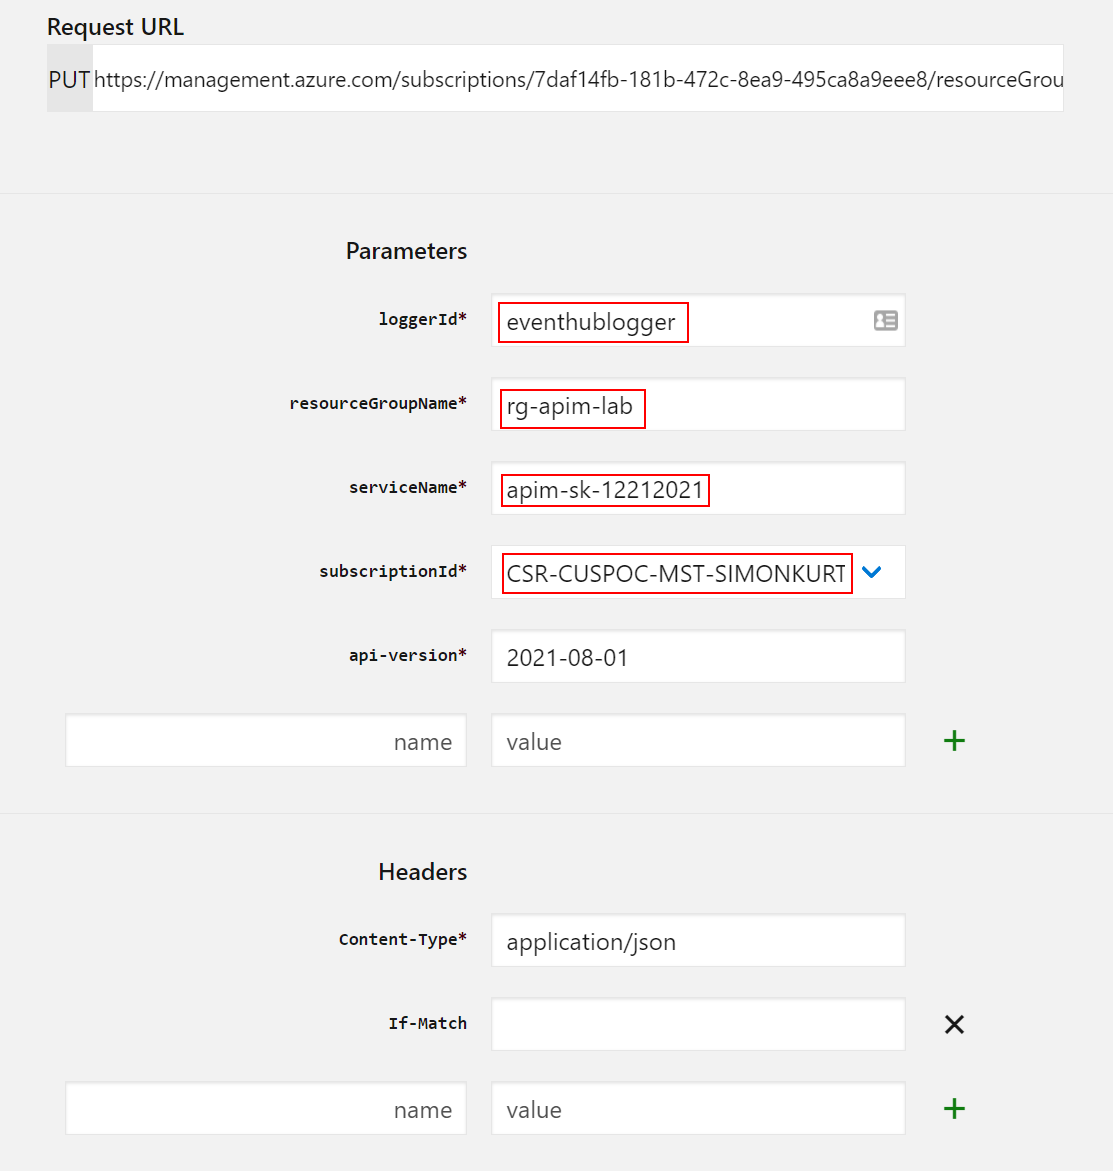 Request URL
PUT https://management.azure.com/subscriptions/7daf14fb-181b-472c-8ea9-495ca8a9eee8/resourceGrou
Parameters
loggerId* eventhublogger
resourceGroupName* rg-apim-lab
serviceName* apim-sk-12212021
subscriptionId* CSR-CUSPOC-MST-SIMONKURT
api-version* 2021-08-01
name value
Headers
Content-Type* application/json
If-Match
name value